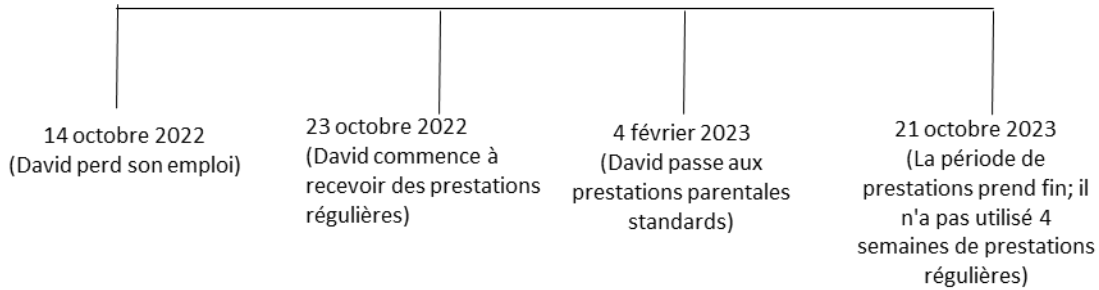 14 octobre 2022
(David perd son emploi)
23 octobre 2022
(David commence à
recevoir des prestations
régulières)
4 février 2023
(David passe aux
prestations parentales
standards)
21 octobre 2023
(La période de
prestations prend fin; il
n'a pas utilisé 4
semaines de prestations
régulières)